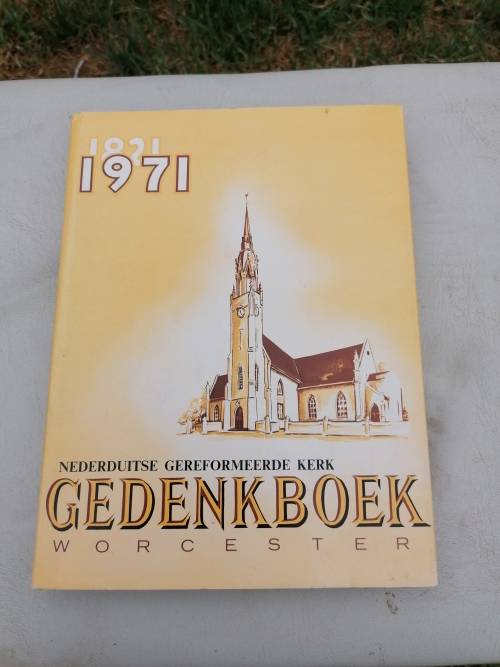 1821
1971
NEDERDUITSE GEREFORMEERDE KERK
GEDENKBOEK
WORCESTER